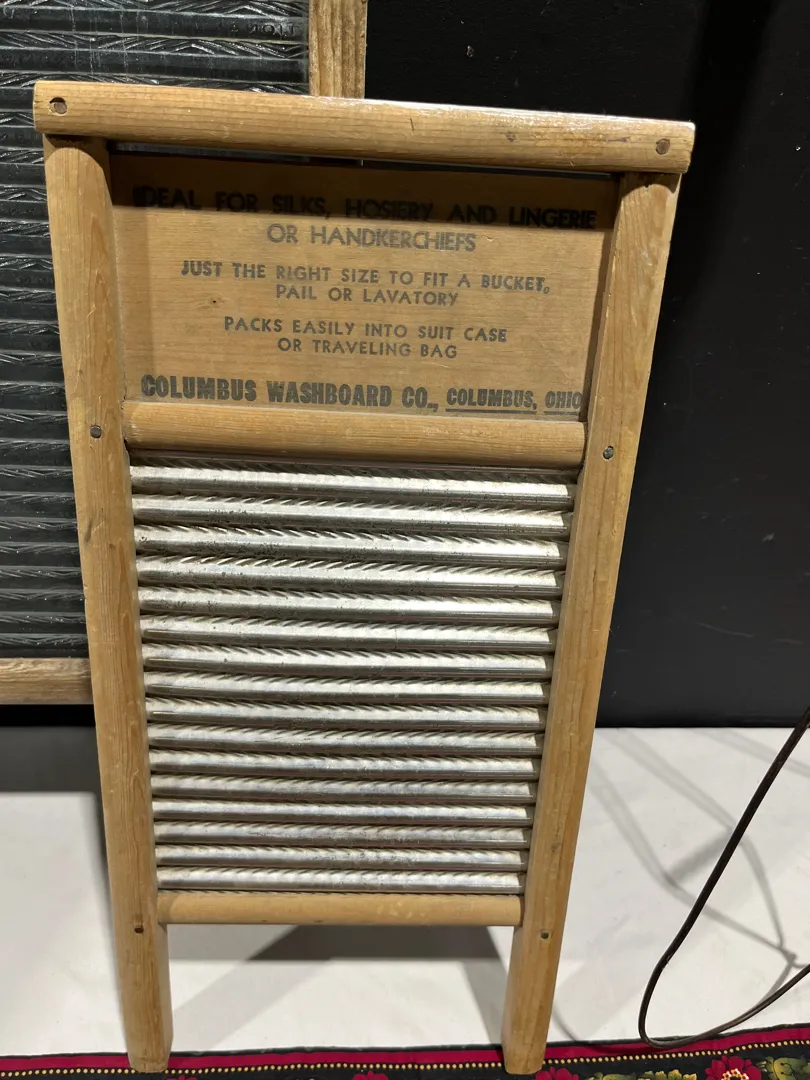 IDEAL FOR SILKS, HOSIERY AND LINGERIE
OR HANDKERCHIEFS
JUST THE RIGHT SIZE TO FIT A BUCKET,
PAIL OR LAVATORY
PACKS EASILY INTO SUIT CASE
OR TRAVELING BAG
COLUMBUS WASHBOARD CO., COLUMBUS, OHIO